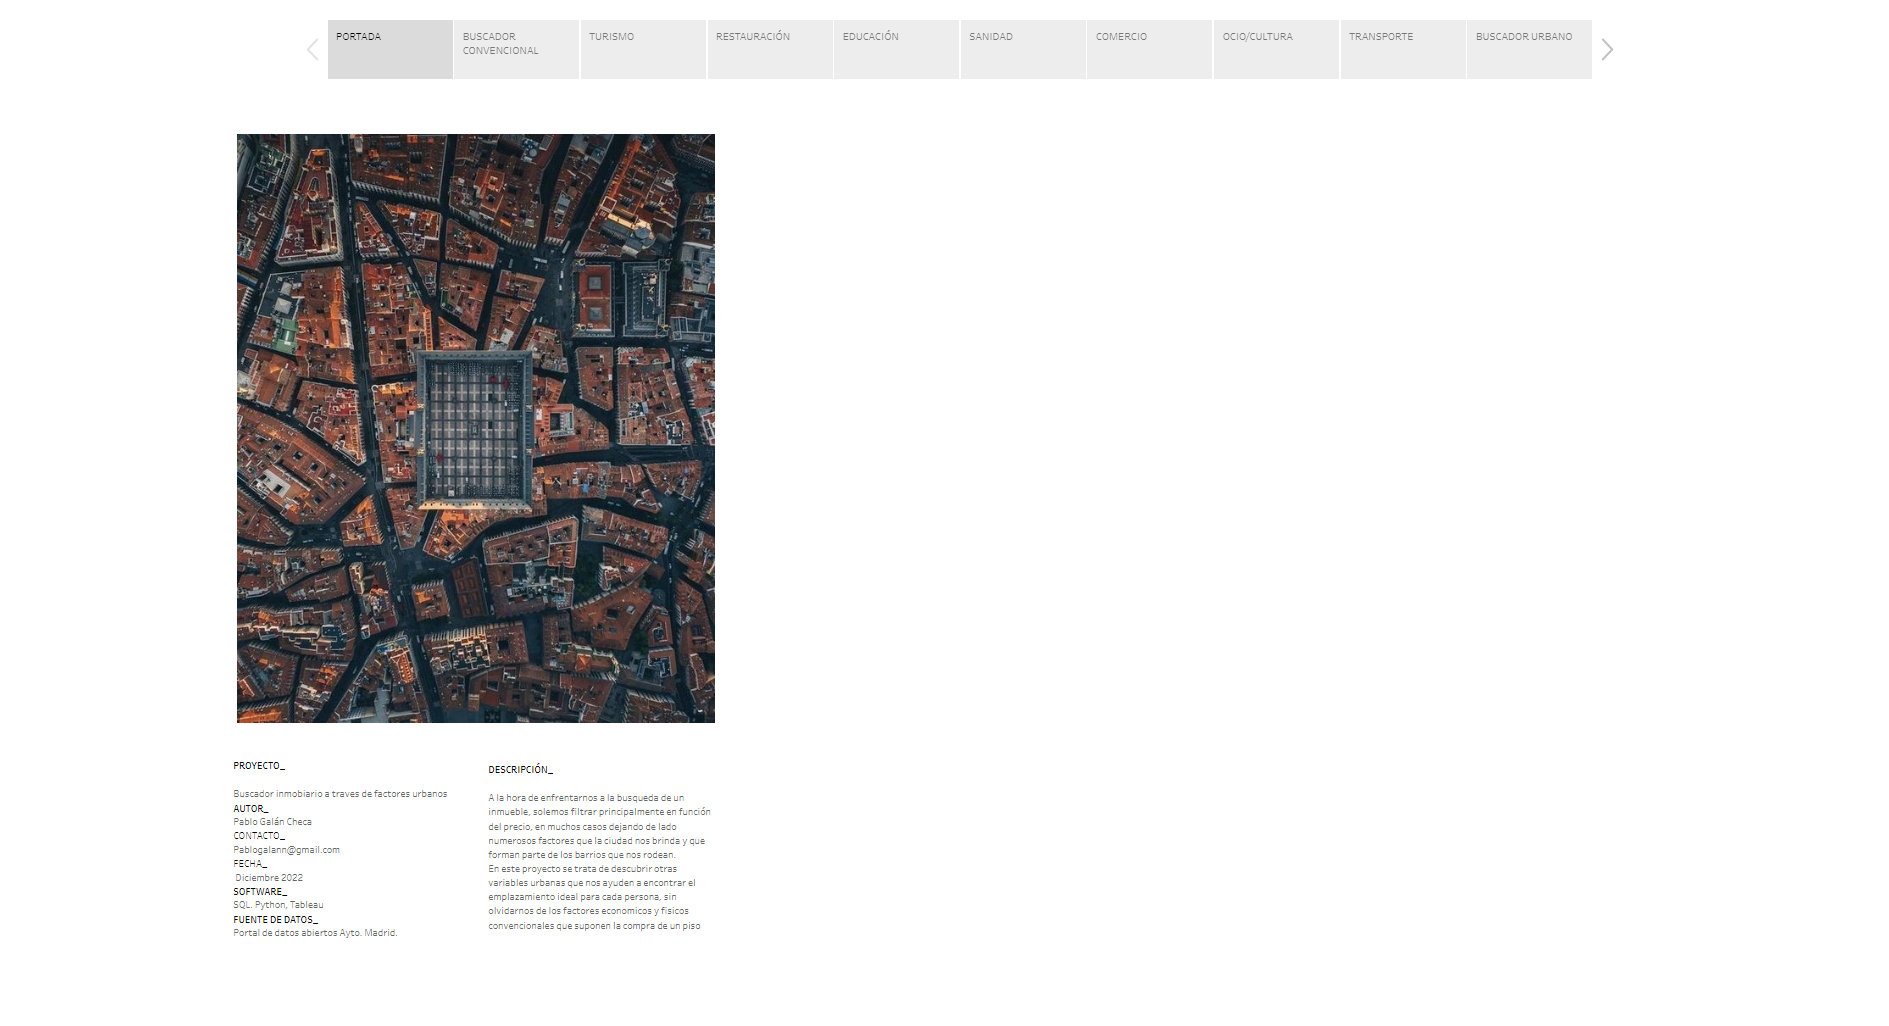 PORTADA
BUSCADOR
CONVENCIONAL
TURISMO
RESTAURACIÓN
EDUCACIÓN
SANIDAD
COMERCIO
OCIO/CULTURA
TRANSPORTE
BUSCADOR URBANO
PROYECTO_
Buscador inmobiario a traves de factores urbanos
AUTOR_
Pablo Galán Checa
CONTACTO_
Pablogalann@gmail.com
FECHA_
Diciembre 2022
SOFTWARE_
SQL. Python, Tableau
FUENTE DE DATOS_
Portal de datos abiertos Ayto. Madrid.
DESCRIPCIÓN_
A la hora de enfrentarnos a la busqueda de un
inmueble, solemos filtrar principalmente en función
del precio, en muchos casos dejando de lado
numerosos factores que la ciudad nos brinda y que
forman parte de los barrios que nos rodean.
En este proyecto se trata de descubrir otras
variables urbanas que nos ayuden a encontrar el
emplazamiento ideal para cada persona, sin
olvidarnos de los factores economicos y fisicos
convencionales que suponen la compra de un piso